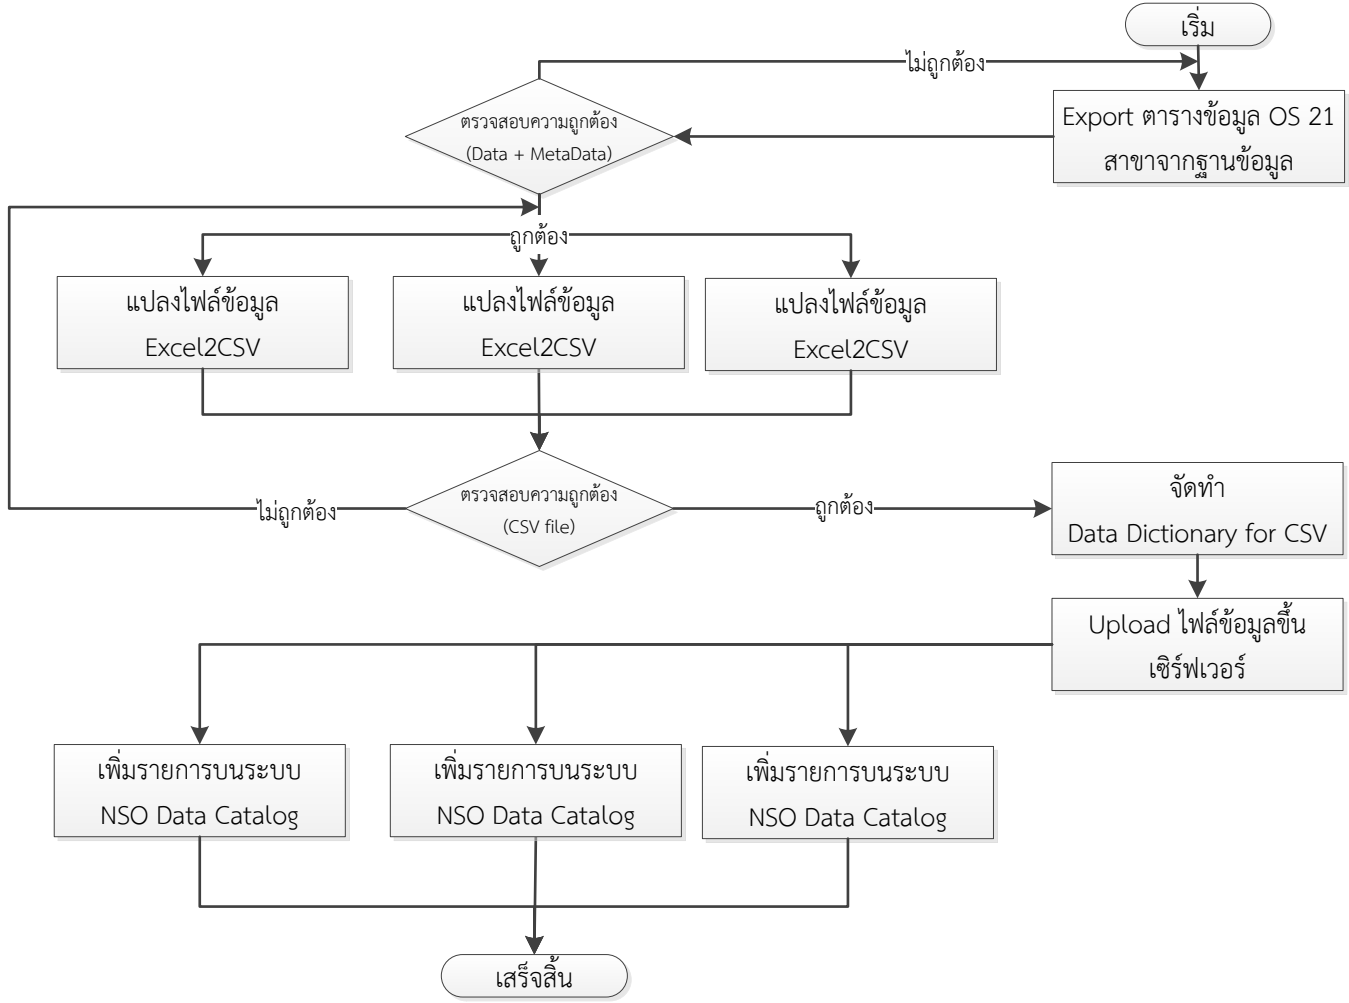 เริ่ม
ไม่ถูกต้อง
Export ตารางข้อมูล OS 21
สาขาจากฐานข้อมูล
ตรวจสอบความถูกต้อง
(Data + MetaData)
ถูกต้อง
แปลงไฟล์ข้อมูล
Excel2CSV
แปลงไฟล์ข้อมูล
Excel2CSV
แปลงไฟล์ข้อมูล
Excel2CSV
ตรวจสอบความถูกต้อง
(CSV file)
ไม่ถูกต้อง
ถูกต้อง
จัดทำ
Data Dictionary for CSV
Upload ไฟล์ข้อมูลขึ้น
เซิร์ฟเวอร์
เพิ่มรายการบนระบบ
NSO Data Catalog
เพิ่มรายการบนระบบ
NSO Data Catalog
เพิ่มรายการบนระบบ
NSO Data Catalog
เสร็จสิ้น